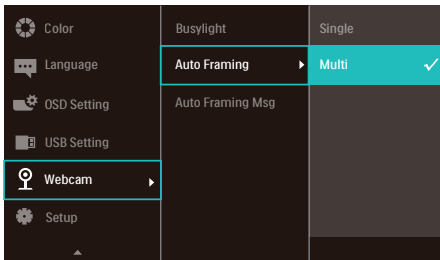 Color
Language
OSD Setting
USB Setting
Webcam
Setup
Busylight
Auto Framing
Auto Framing Msg
Single
Multi